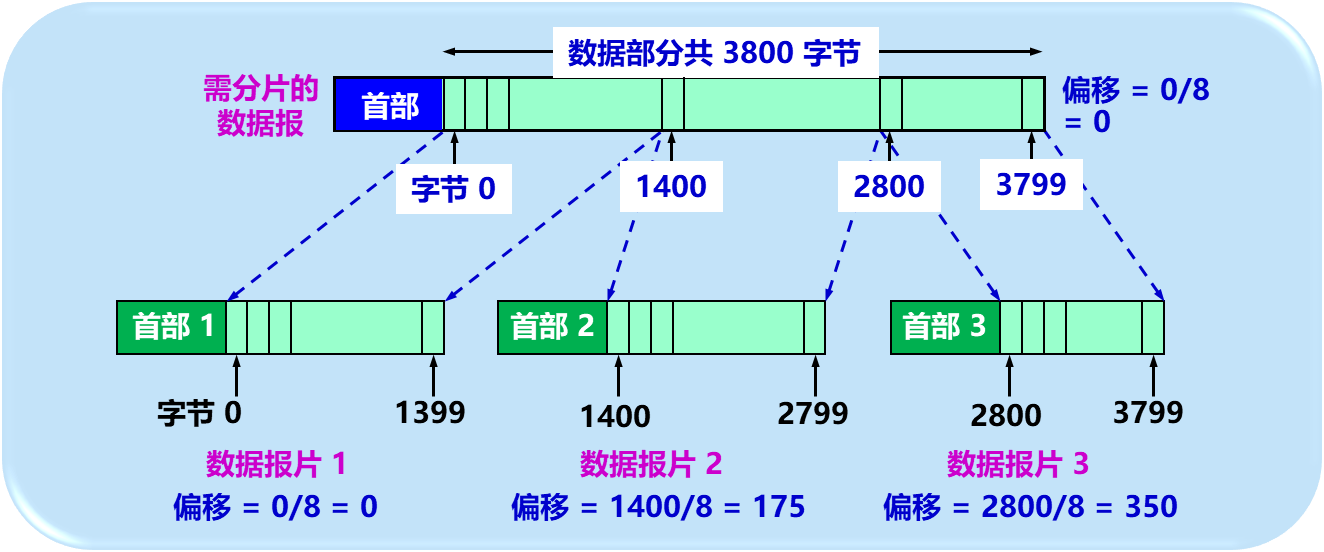 数据部分共 3800 字节
需分片的
数据报
首部
偏移 = 0/8
= 0
字节 0
1400
2800
3799
首部 1
首部 2
首部 3
字节 0
1399
1400
2799
2800
3799
数据报片 1
数据报片 2
数据报片 3
偏移 = 0/8 = 0
偏移 = 1400/8 = 175
偏移 = 2800/8 = 350